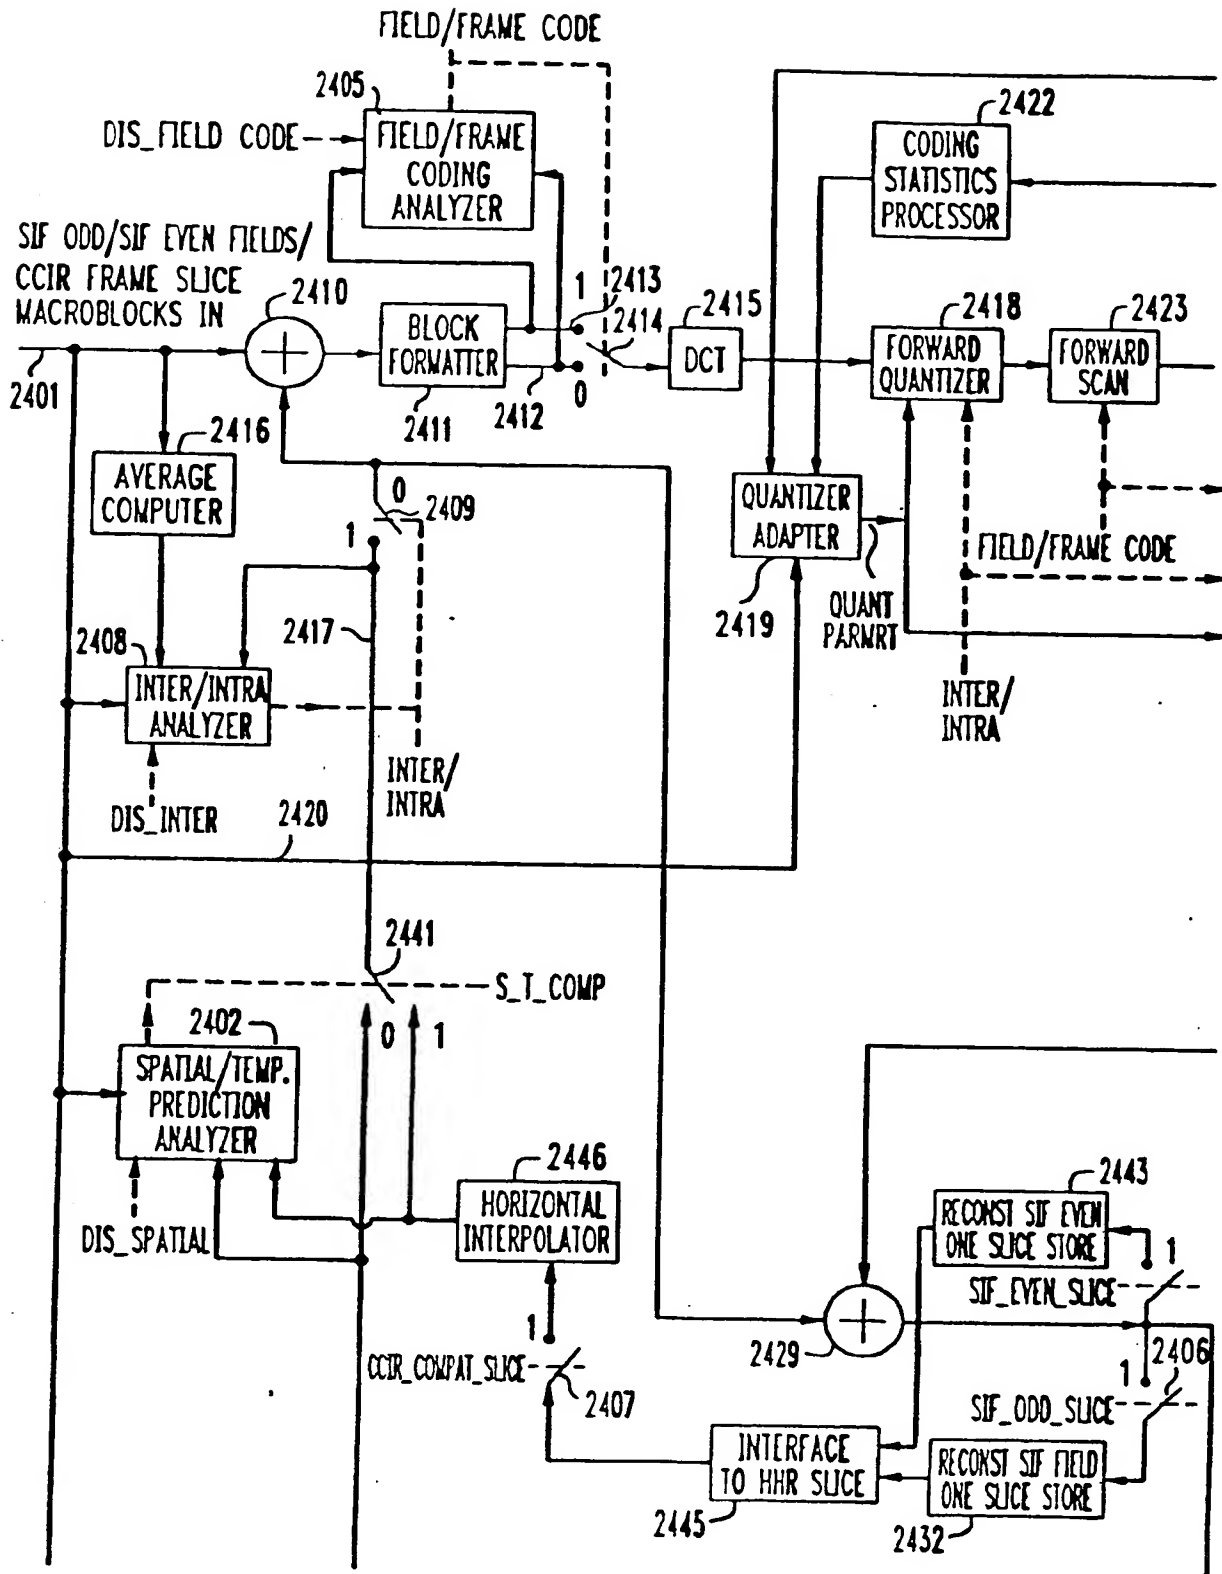 FIELD/FRAME CODE
2405
DIS_FIELD CODE
FIELD/FRAME
CODING
ANALYZER
2422
CODING
STATISTICS
PROCESSOR
SIF ODD/SIF EVEN FIELDS/
CCIR FRAME SLICE
MACROBLOCKS IN
2410
2401
BLOCK
FORMATTER
2411
2412
1
2413
2414
0
2415
DCT
2418
FORWARD
QUANTIZER
2423
FORWARD
SCAN
2416
AVERAGE
COMPUTER
0
2409
1
QUANTIZER
ADAPTER
2419
QUANT
PARMRT
FIELD/FRAME CODE
INTER/
INTRA
2417
2408
INTER/INTRA
ANALYZER
DIS_INTER
INTER/
INTRA
2420
2441
S_T_COMP
0
1
2402
SPATIAL/TEMP.
PREDICTION
ANALYZER
DIS_SPATIAL
2446
HORIZONTAL
INTERPOLATOR
1
CCIR_COMPAT_SLICE
2407
2443
RECONST SIF EVEN
ONE SLICE STORE
1
SIF_EVEN_SLICE
2429
2406
1
SIF_ODD_SLICE
INTERFACE
TO HHR SLICE
2445
RECONST SIF FIELD
ONE SLICE STORE
2432